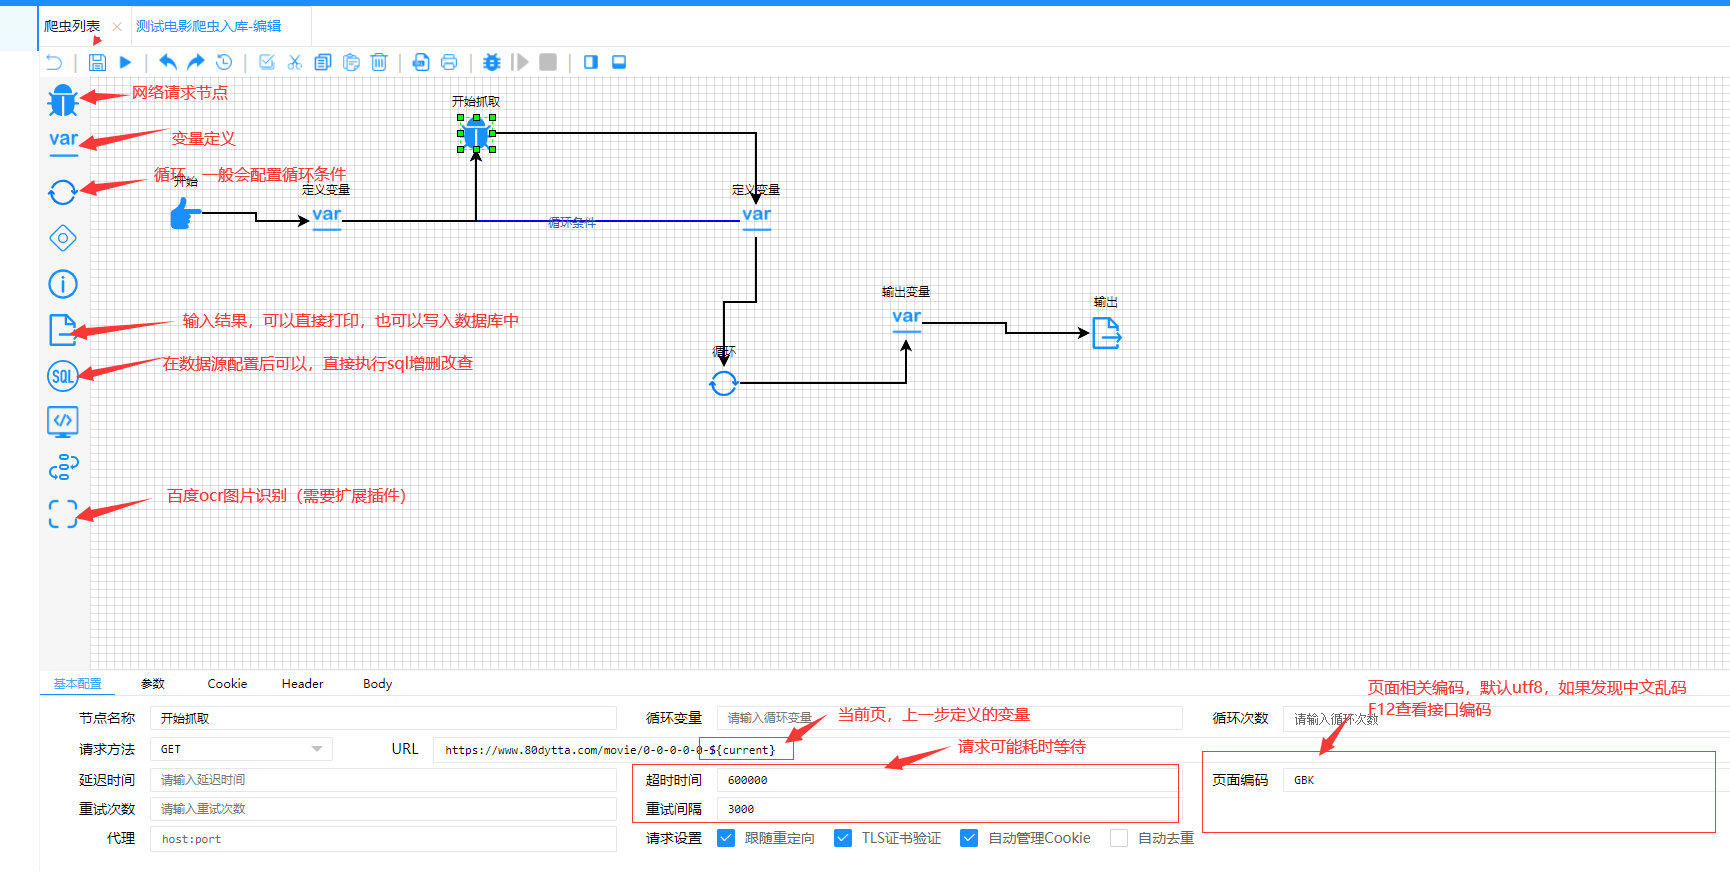 爬虫列表
测试电影爬虫入库-编辑
网络请求节点
开始抓取
var
变量定义
循环，一般会配置循环条件
开始
定义变量
定义变量
var
var
循环条件
输出变量
输出
var
输入结果，可以直接打印，也可以写入数据库中
循环
在数据源配置后可以，直接执行sql增删改查
SQL
百度ocr图片识别（需要扩展插件）
基本配置
参数
Cookie
Header
Body
页面相关编码，默认utf8，如果发现中文乱码
F12查看接口编码
节点名称
开始抓取
循环变量
请输入循环变量
当前页，上一步定义的变量
循环次数
请输入循环次数
请求方法
GET
URL
https://www.80dytta.com/movie/0-0-0-0-0-${current}
请求可能耗时等待
延迟时间
请输入延迟时间
超时时间
600000
页面编码
GBK
重试次数
请输入重试次数
重试间隔
3000
代理
host:port
请求设置
跟随重定向
TLS证书验证
自动管理Cookie
自动去重